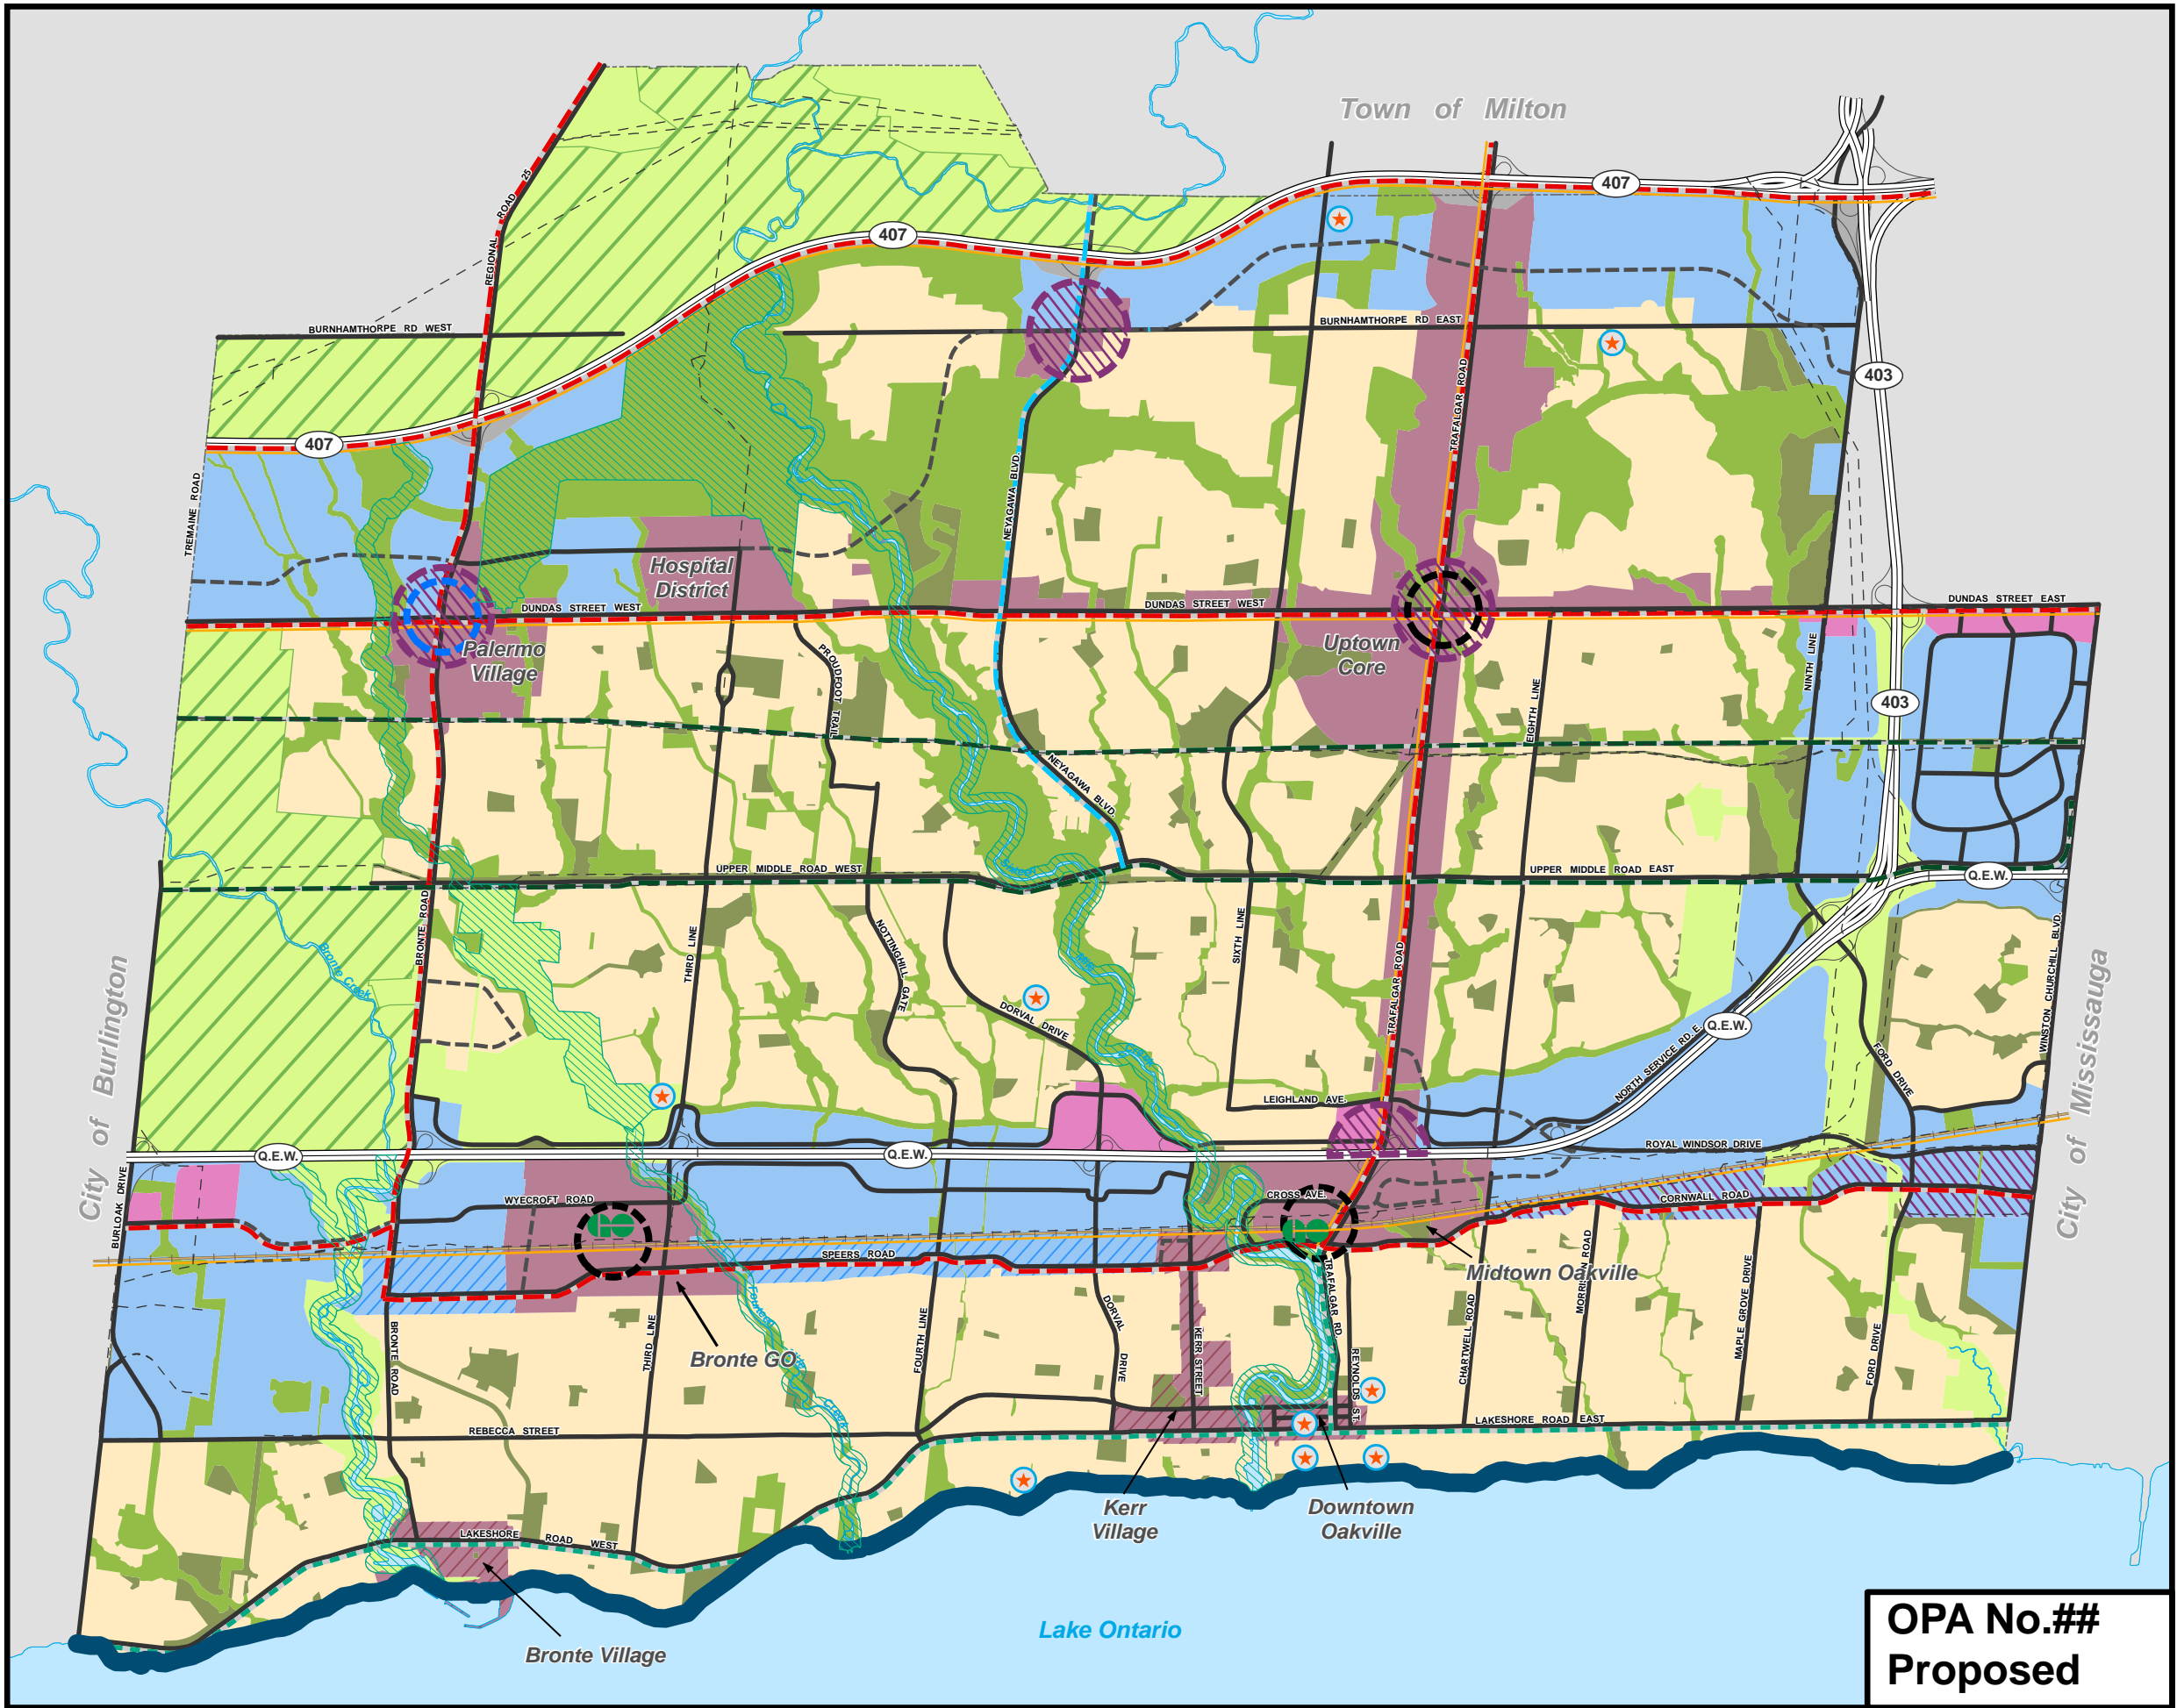 Town of Milton
407
407
REGIONAL ROAD 25
BURNHAMTHORPE RD WEST
BURNHAMTHORPE RD EAST
403
TRAFALGAR ROAD
407
TREMAINE ROAD
NEYAGAWA BLVD.
Hospital
District
DUNDAS STREET WEST
DUNDAS STREET WEST
DUNDAS STREET EAST
Palermo
Village
Uptown
Core
PROUDFOOT TRAIL
EIGHTH LINE
NINTH LINE
403
NEYAGAWA BLVD.
UPPER MIDDLE ROAD WEST
UPPER MIDDLE ROAD EAST
Q.E.W.
BRONTE ROAD
Bronte Creek
THIRD LINE
NOTTINGHILL GATE
DORVAL DRIVE
SIXTH LINE
TRAFALGAR ROAD
WINSTON CHURCHILL BLVD.
City of Burlington
City of Mississauga
Q.E.W.
NORTH SERVICE RD. E.
FORD DRIVE
LEIGHLAND AVE.
ROYAL WINDSOR DRIVE
Q.E.W.
Q.E.W.
BURLOAK DRIVE
WYECROFT ROAD
CROSS AVE.
CORNWALL ROAD
SPEERS ROAD
Midtown Oakville
Bronte GO
BRONTE ROAD
THIRD LINE
Fourteen Mile Creek
FOURTH LINE
DORVAL DRIVE
KERR STREET
TRAFALGAR RD.
REYNOLDS ST.
CHARTWELL ROAD
MORRISON ROAD
MAPLE GROVE DRIVE
FORD DRIVE
REBECCA STREET
LAKESHORE ROAD EAST
Kerr
Village
Downtown
Oakville
LAKESHORE ROAD WEST
Bronte Village
Lake Ontario
OPA No.##
Proposed